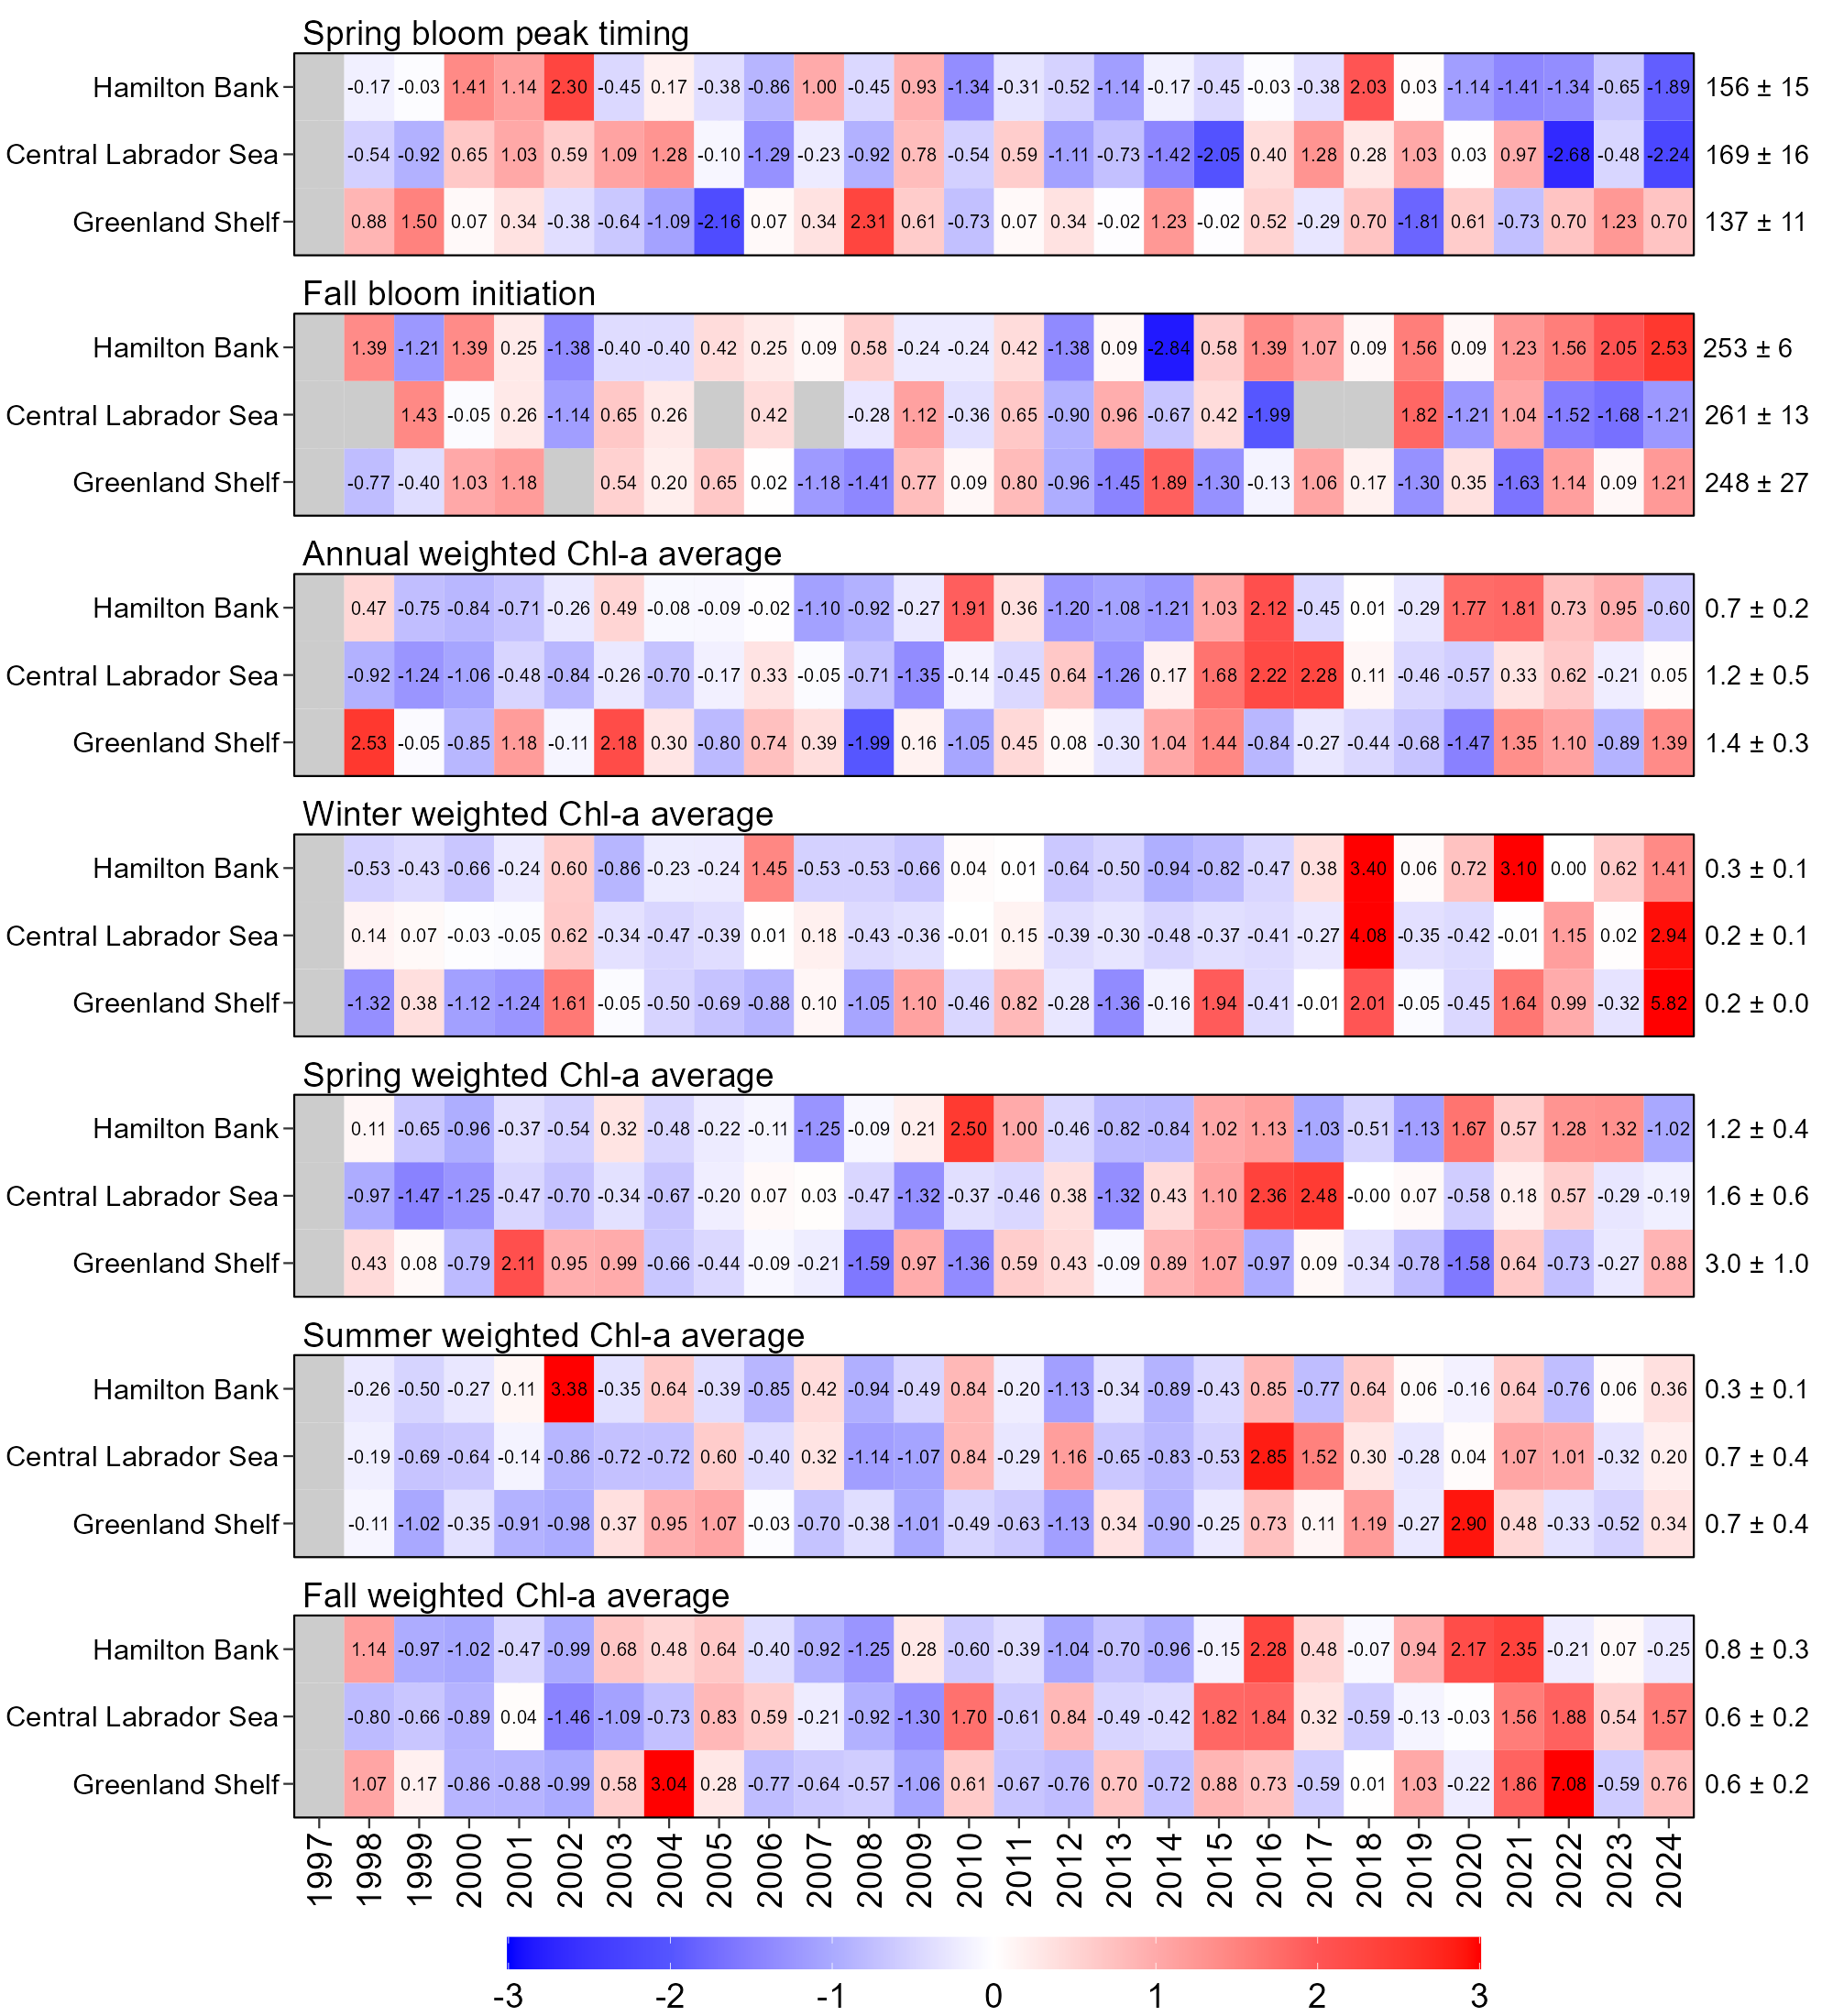 Spring bloom peak timing
Hamilton Bank -0.17 -0.03 1.41 1.14 2.30 -0.45 0.17 -0.38 -0.86 1.00 -0.45 0.93 -1.34 -0.31 -0.52 -1.14 -0.17 -0.45 -0.03 -0.38 2.03 0.03 -1.14 -1.41 -1.34 -0.65 -1.89 156 ± 15
Central Labrador Sea -0.54 -0.92 0.65 1.03 0.59 1.09 1.28 -0.10 -1.29 -0.23 -0.92 0.78 -0.54 0.59 -1.11 -0.73 -1.42 -2.05 0.40 1.28 0.28 1.03 0.03 0.97 -2.68 -0.48 -2.24 169 ± 16
Greenland Shelf 0.88 1.50 0.07 0.34 -0.38 -0.64 -1.09 -2.16 0.07 0.34 2.31 0.61 -0.73 0.07 0.34 -0.02 1.23 -0.02 0.52 -0.29 0.70 -1.81 0.61 -0.73 0.70 1.23 0.70 137 ± 11
Fall bloom initiation
Hamilton Bank 1.39 -1.21 1.39 0.25 -1.38 -0.40 -0.40 0.42 0.25 0.09 0.58 -0.24 -0.24 0.42 -1.38 0.09 -2.84 0.58 1.39 1.07 0.09 1.56 0.09 1.23 1.56 2.05 2.53 253 ± 6
Central Labrador Sea 1.43 -0.05 0.26 -1.14 0.65 0.26 0.42 -0.28 1.12 -0.36 0.65 -0.90 0.96 -0.67 0.42 -1.99 1.82 -1.21 1.04 -1.52 -1.68 -1.21 261 ± 13
Greenland Shelf -0.77 -0.40 1.03 1.18 0.54 0.20 0.65 0.02 -1.18 -1.41 0.77 0.09 0.80 -0.96 -1.45 1.89 -1.30 -0.13 1.06 0.17 -1.30 0.35 -1.63 1.14 0.09 1.21 248 ± 27
Annual weighted Chl-a average
Hamilton Bank 0.47 -0.75 -0.84 -0.71 -0.26 0.49 -0.08 -0.09 -0.02 -1.10 -0.92 -0.27 1.91 0.36 -1.20 -1.08 -1.21 1.03 2.12 -0.45 0.01 -0.29 1.77 1.81 0.73 0.95 -0.60 0.7 ± 0.2
Central Labrador Sea -0.92 -1.24 -1.06 -0.48 -0.84 -0.26 -0.70 -0.17 0.33 -0.05 -0.71 -1.35 -0.14 -0.45 0.64 -1.26 0.17 1.68 2.22 2.28 0.11 -0.46 -0.57 0.33 0.62 -0.21 0.05 1.2 ± 0.5
Greenland Shelf 2.53 -0.05 -0.85 1.18 -0.11 2.18 0.30 -0.80 0.74 0.39 -1.99 0.16 -1.05 0.45 0.08 -0.30 1.04 1.44 -0.84 -0.27 -0.44 -0.68 -1.47 1.35 1.10 -0.89 1.39 1.4 ± 0.3
Winter weighted Chl-a average
Hamilton Bank -0.53 -0.43 -0.66 -0.24 0.60 -0.86 -0.23 -0.24 1.45 -0.53 -0.53 -0.66 0.04 0.01 -0.64 -0.50 -0.94 -0.82 -0.47 0.38 3.40 0.06 0.72 3.10 0.00 0.62 1.41 0.3 ± 0.1
Central Labrador Sea 0.14 0.07 -0.03 -0.05 0.62 -0.34 -0.47 -0.39 0.01 0.18 -0.43 -0.36 -0.01 0.15 -0.39 -0.30 -0.48 -0.37 -0.41 -0.27 4.08 -0.35 -0.42 -0.01 1.15 0.02 2.94 0.2 ± 0.1
Greenland Shelf -1.32 0.38 -1.12 -1.24 1.61 -0.05 -0.50 -0.69 -0.88 0.10 -1.05 1.10 -0.46 0.82 -0.28 -1.36 -0.16 1.94 -0.41 -0.01 2.01 -0.05 -0.45 1.64 0.99 -0.32 5.82 0.2 ± 0.0
Spring weighted Chl-a average
Hamilton Bank 0.11 -0.65 -0.96 -0.37 -0.54 0.32 -0.48 -0.22 -0.11 -1.25 -0.09 0.21 2.50 1.00 -0.46 -0.82 -0.84 1.02 1.13 -1.03 -0.51 -1.13 1.67 0.57 1.28 1.32 -1.02 1.2 ± 0.4
Central Labrador Sea -0.97 -1.47 -1.25 -0.47 -0.70 -0.34 -0.67 -0.20 0.07 0.03 -0.47 -1.32 -0.37 -0.46 0.38 -1.32 0.43 1.10 2.36 2.48 -0.00 0.07 -0.58 0.18 0.57 -0.29 -0.19 1.6 ± 0.6
Greenland Shelf 0.43 0.08 -0.79 2.11 0.95 0.99 -0.66 -0.44 -0.09 -0.21 -1.59 0.97 -1.36 0.59 0.43 -0.09 0.89 1.07 -0.97 0.09 -0.34 -0.78 -1.58 0.64 -0.73 -0.27 0.88 3.0 ± 1.0
Summer weighted Chl-a average
Hamilton Bank -0.26 -0.50 -0.27 0.11 3.38 -0.35 0.64 -0.39 -0.85 0.42 -0.94 -0.49 0.84 -0.20 -1.13 -0.34 -0.89 -0.43 0.85 -0.77 0.64 0.06 -0.16 0.64 -0.76 0.06 0.36 0.3 ± 0.1
Central Labrador Sea -0.19 -0.69 -0.64 -0.14 -0.86 -0.72 -0.72 0.60 -0.40 0.32 -1.14 -1.07 0.84 -0.29 1.16 -0.65 -0.83 -0.53 2.85 1.52 0.30 -0.28 0.04 1.07 1.01 -0.32 0.20 0.7 ± 0.4
Greenland Shelf -0.11 -1.02 -0.35 -0.91 -0.98 0.37 0.95 1.07 -0.03 -0.70 -0.38 -1.01 -0.49 -0.63 -1.13 0.34 -0.90 -0.25 0.73 0.11 1.19 -0.27 2.90 0.48 -0.33 -0.52 0.34 0.7 ± 0.4
Fall weighted Chl-a average
Hamilton Bank 1.14 -0.97 -1.02 -0.47 -0.99 0.68 0.48 0.64 -0.40 -0.92 -1.25 0.28 -0.60 -0.39 -1.04 -0.70 -0.96 -0.15 2.28 0.48 -0.07 0.94 2.17 2.35 -0.21 0.07 -0.25 0.8 ± 0.3
Central Labrador Sea -0.80 -0.66 -0.89 0.04 -1.46 -1.09 -0.73 0.83 0.59 -0.21 -0.92 -1.30 1.70 -0.61 0.84 -0.49 -0.42 1.82 1.84 0.32 -0.59 -0.13 -0.03 1.56 1.88 0.54 1.57 0.6 ± 0.2
Greenland Shelf 1.07 0.17 -0.86 -0.88 -0.99 0.58 3.04 0.28 -0.77 -0.64 -0.57 -1.06 0.61 -0.67 -0.76 0.70 -0.72 0.88 0.73 -0.59 0.01 1.03 -0.22 1.86 7.08 -0.59 0.76 0.6 ± 0.2
1997 1998 1999 2000 2001 2002 2003 2004 2005 2006 2007 2008 2009 2010 2011 2012 2013 2014 2015 2016 2017 2018 2019 2020 2021 2022 2023 2024
-3 -2 -1 0 1 2 3